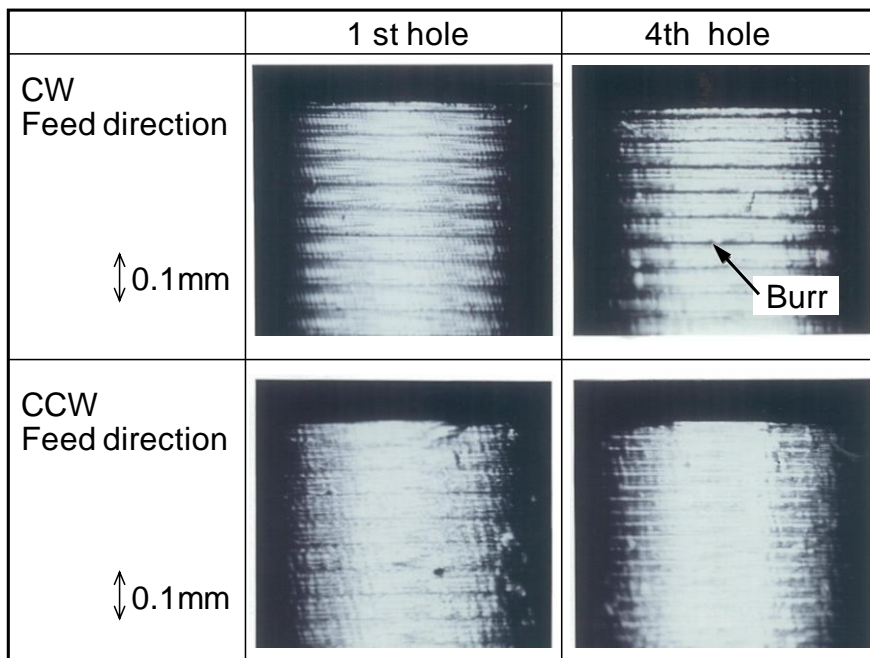 1 st hole
4th hole
CW
Feed direction
0.1mm
Burr
CCW
Feed direction
0.1mm